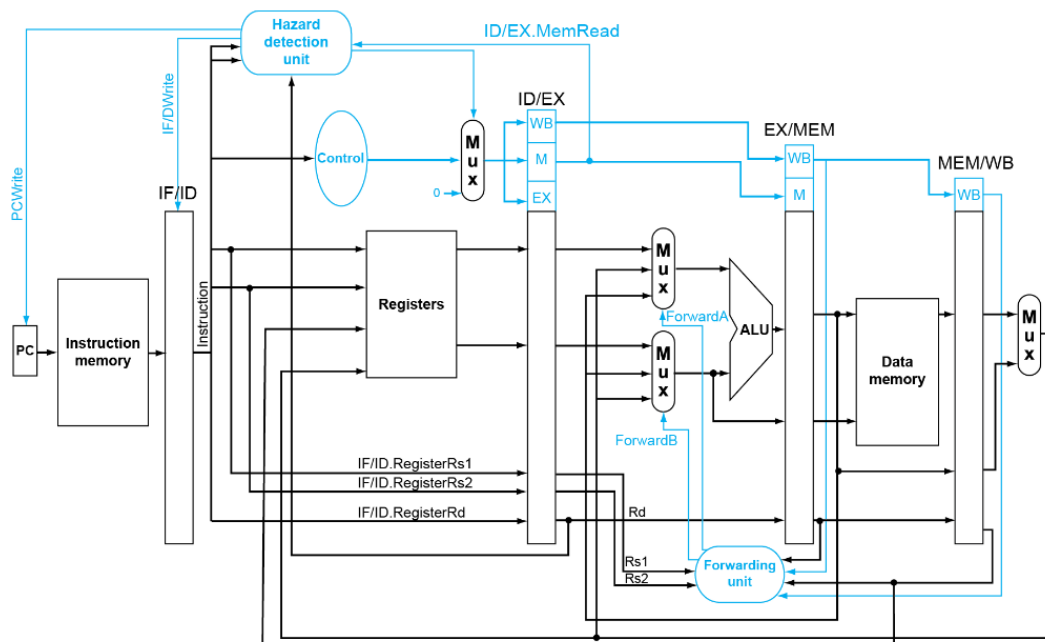 Hazard
detection
unit
ID/EX.MemRead
PCWrite
IF/DWrite
Control
0
Mux
ID/EX
WB
M
EX
EX/MEM
WB
M
MEM/WB
WB
IF/ID
PC
Instruction
memory
Instruction
Registers
Mux
ForwardA
Mux
ForwardB
ALU
Data
memory
Mux
IF/ID.RegisterRs1
IF/ID.RegisterRs2
IF/ID.RegisterRd
Rd
Rs1
Rs2
Forwarding
unit